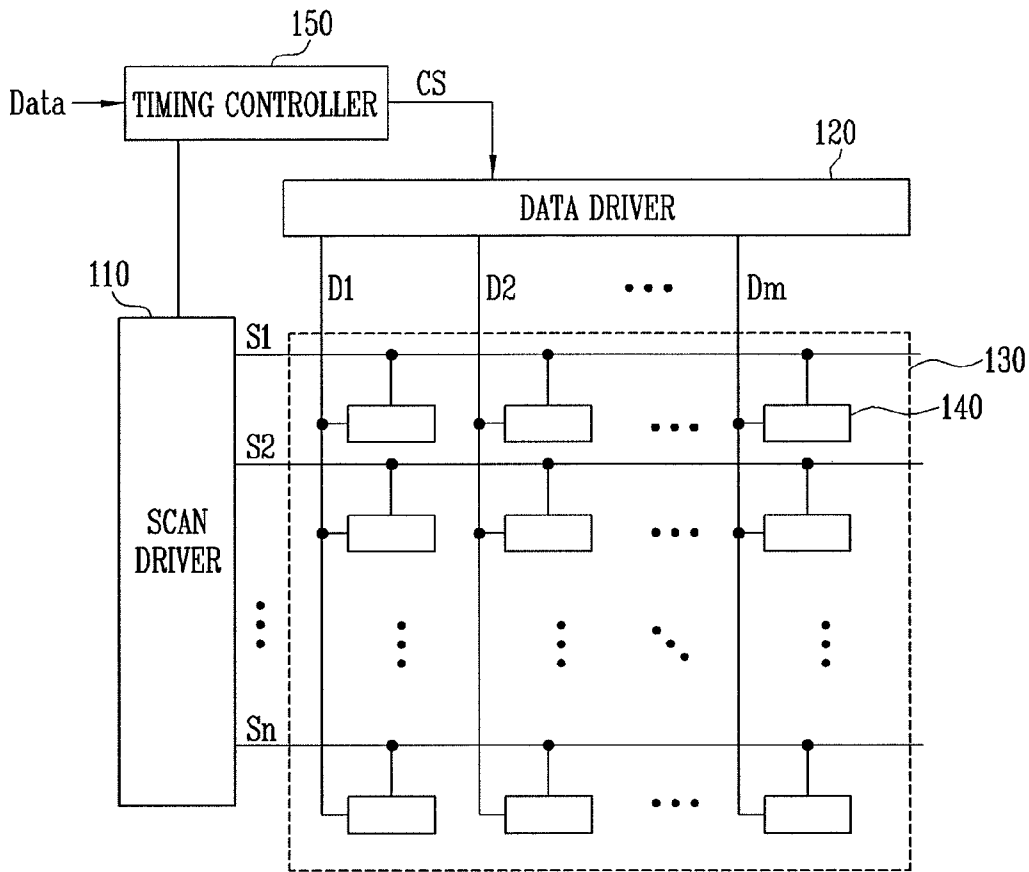 150
Data
TIMING CONTROLLER
CS
120
DATA DRIVER
110
D1
D2
Dm
S1
130
140
S2
SCAN
DRIVER
Sn